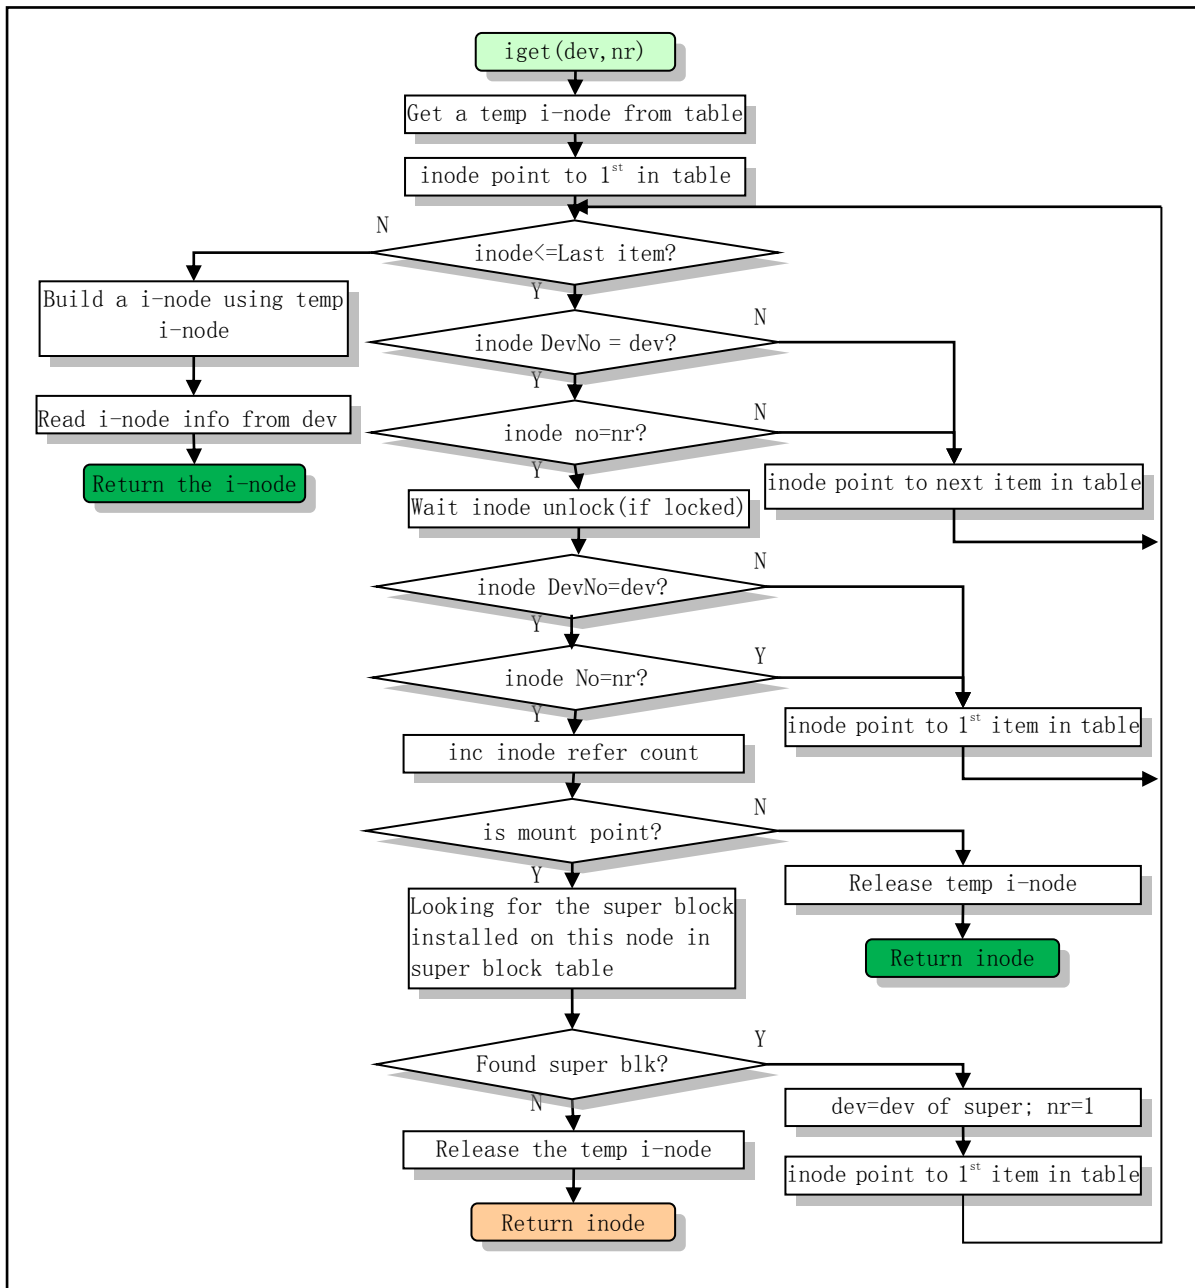 iget(dev,nr)
Get a temp i-node from table
inode point to 1st in table
N
inode<=Last item?
Y
Build a i-node using temp
i-node
N
inode DevNo = dev?
Y
Read i-node info from dev
N
inode no=nr?
Y
Return the i-node
inode point to next item in table
Wait inode unlock(if locked)
N
inode DevNo=dev?
Y
Y
inode No=nr?
Y
inode point to 1st item in table
inc inode refer count
N
is mount point?
Y
Release temp i-node
Looking for the super block
installed on this node in
super block table
Return inode
Y
Found super blk?
N
dev=dev of super; nr=1
Release the temp i-node
inode point to 1st item in table
Return inode